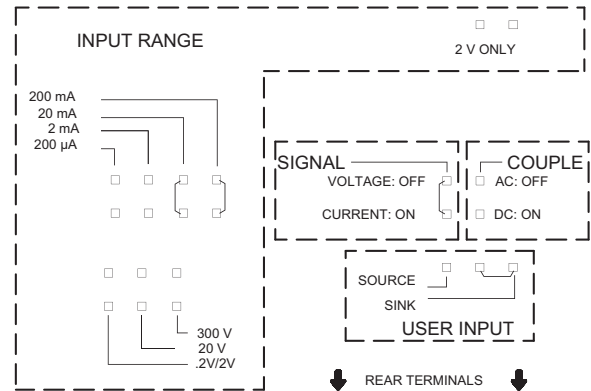 INPUT RANGE
2 V ONLY
200 mA
20 mA
2 mA
200 µA
SIGNAL
VOLTAGE: OFF
CURRENT: ON
COUPLE
AC: OFF
DC: ON
SOURCE
SINK
USER INPUT
300 V
20 V
.2V/2V
REAR TERMINALS